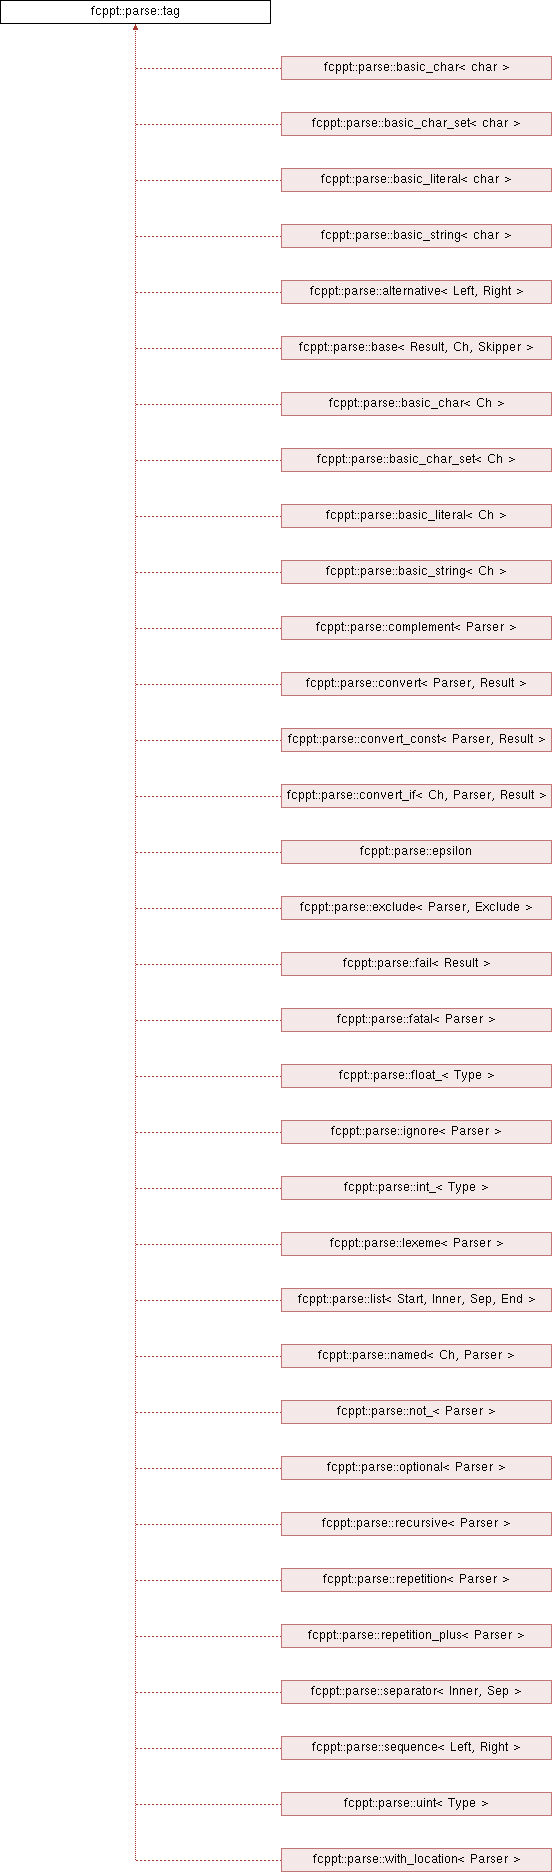 fcppt::parse::tag
fcppt::parse::basic_char< char >
fcppt::parse::basic_char_set< char >
fcppt::parse::basic_literal< char >
fcppt::parse::basic_string< char >
fcppt::parse::alternative< Left, Right >
fcppt::parse::base< Result, Ch, Skipper >
fcppt::parse::basic_char< Ch >
fcppt::parse::basic_char_set< Ch >
fcppt::parse::basic_literal< Ch >
fcppt::parse::basic_string< Ch >
fcppt::parse::complement< Parser >
fcppt::parse::convert< Parser, Result >
fcppt::parse::convert_const< Parser, Result >
fcppt::parse::convert_if< Ch, Parser, Result >
fcppt::parse::epsilon
fcppt::parse::exclude< Parser, Exclude >
fcppt::parse::fail< Result >
fcppt::parse::fatal< Parser >
fcppt::parse::float_< Type >
fcppt::parse::ignore< Parser >
fcppt::parse::int_< Type >
fcppt::parse::lexeme< Parser >
fcppt::parse::list< Start, Inner, Sep, End >
fcppt::parse::named< Ch, Parser >
fcppt::parse::not_< Parser >
fcppt::parse::optional< Parser >
fcppt::parse::recursive< Parser >
fcppt::parse::repetition< Parser >
fcppt::parse::repetition_plus< Parser >
fcppt::parse::separator< Inner, Sep >
fcppt::parse::sequence< Left, Right >
fcppt::parse::uint< Type >
fcppt::parse::with_location< Parser >